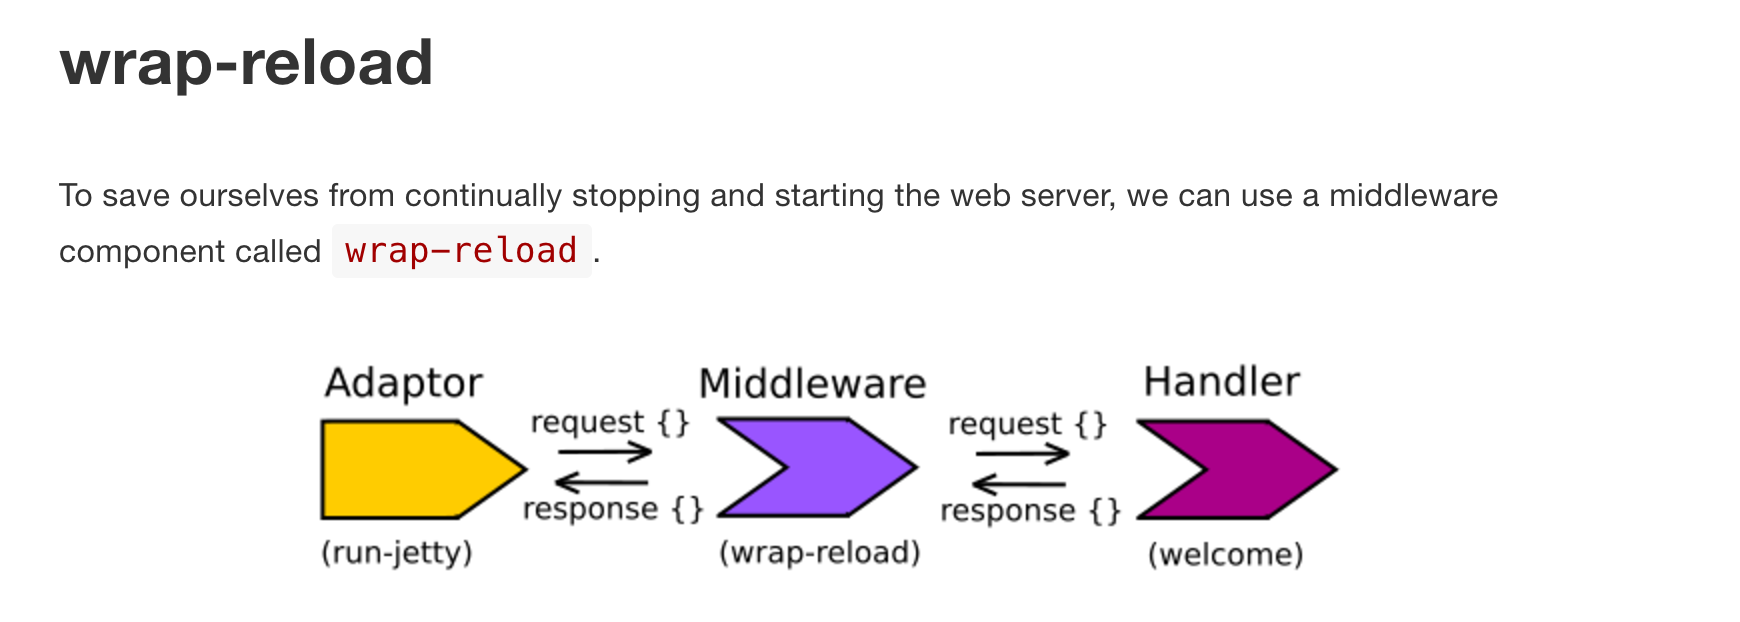 wrap-reload
To save ourselves from continually stopping and starting the web server, we can use a middleware
component called wrap-reload .
Adaptor
Middleware
Handler
request {}
request {}
response {}
response {}
(run-jetty)
(wrap-reload)
(welcome)